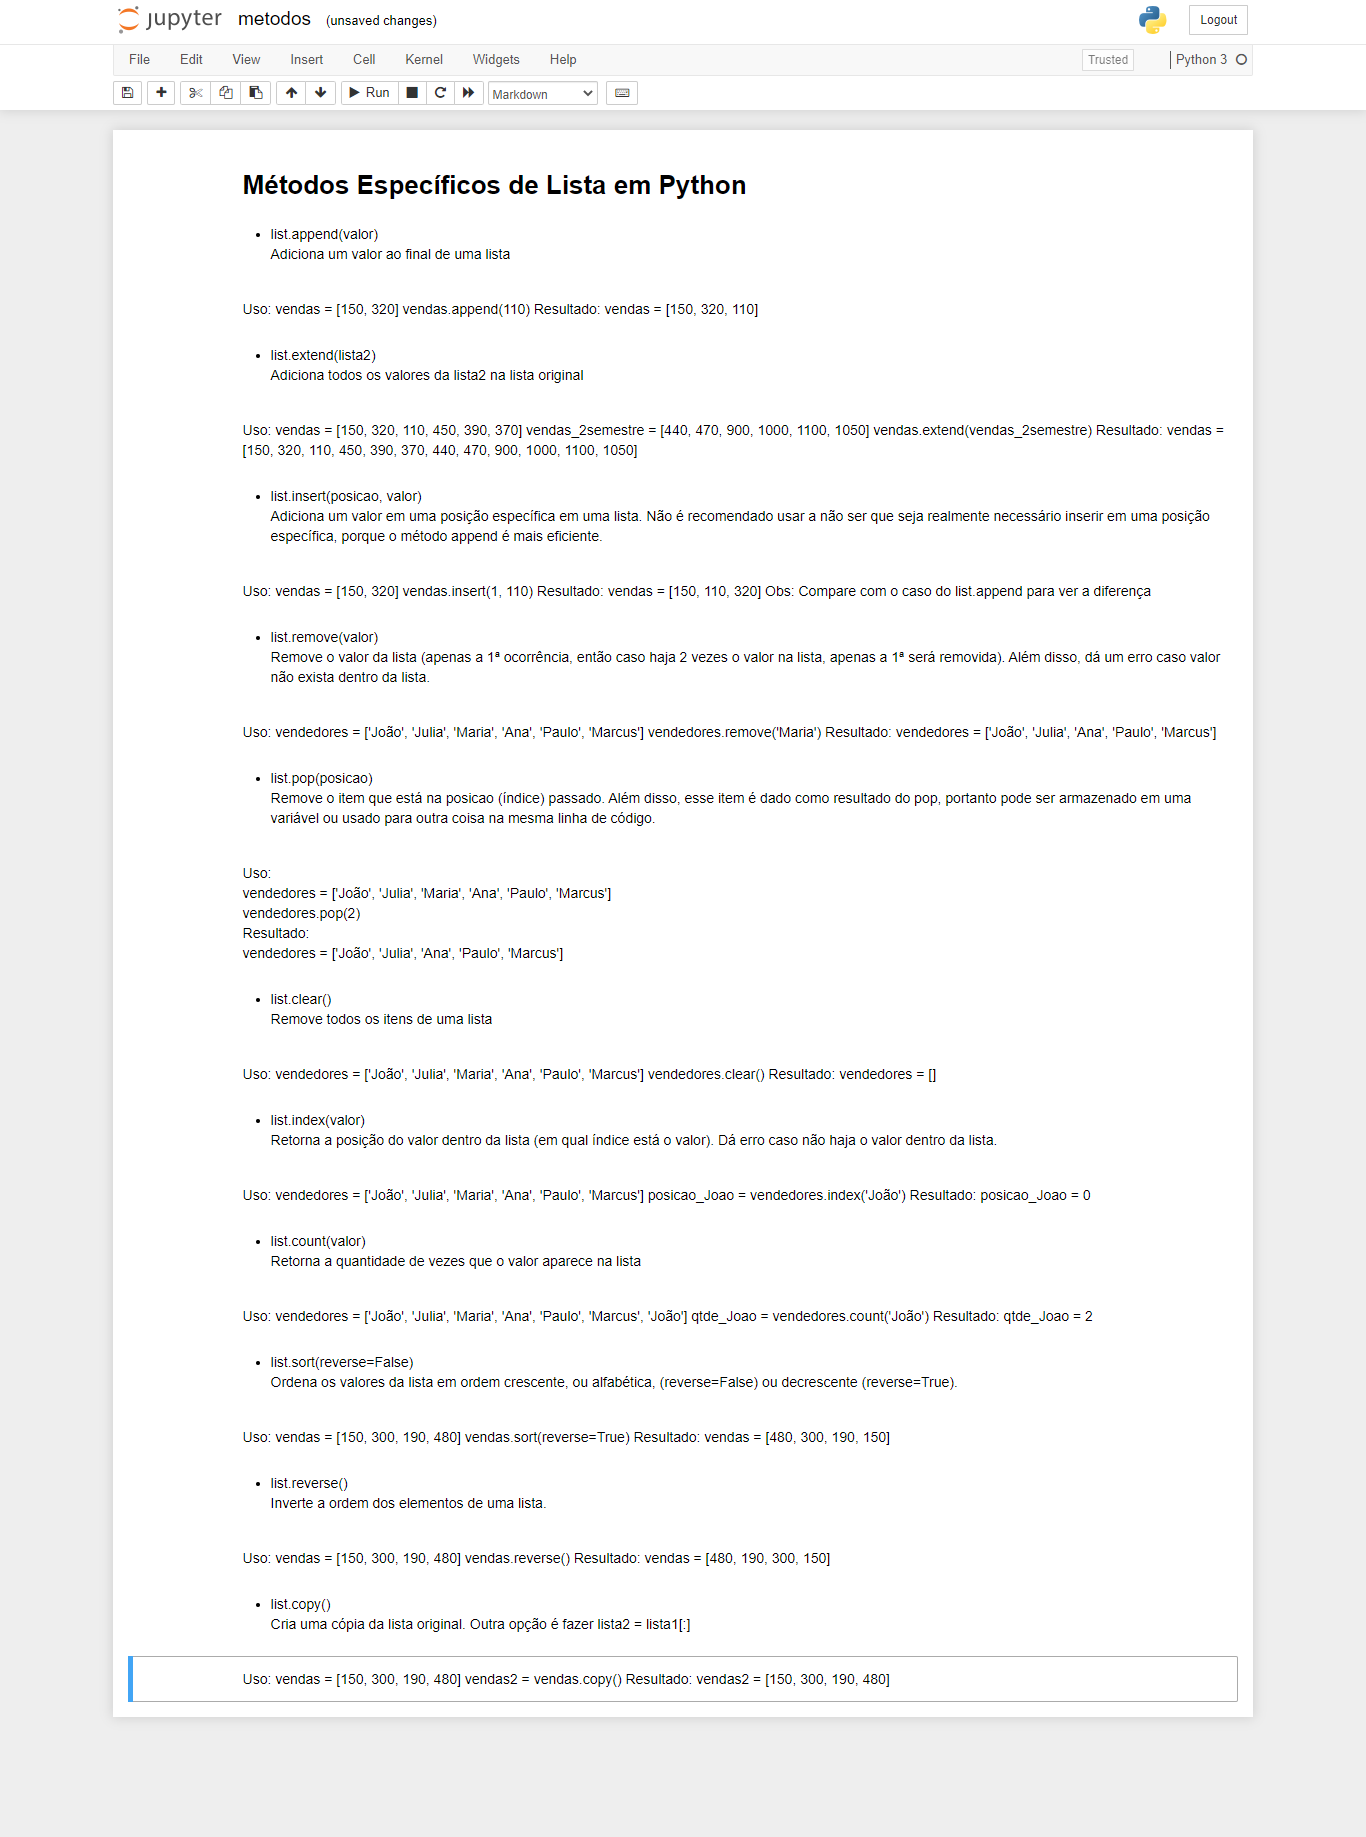 jupyter metodos (unsaved changes) Logout
File Edit View Insert Cell Kernel Widgets Help Trusted Python 3
Run Markdown
Métodos Específicos de Lista em Python
• list.append(valor)
Adiciona um valor ao final de uma lista
Uso: vendas = [150, 320] vendas.append(110) Resultado: vendas = [150, 320, 110]
• list.extend(lista2)
Adiciona todos os valores da lista2 na lista original
Uso: vendas = [150, 320, 110, 450, 390, 370] vendas_2semestre = [440, 470, 900, 1000, 1100, 1050] vendas.extend(vendas_2semestre) Resultado: vendas =
[150, 320, 110, 450, 390, 370, 440, 470, 900, 1000, 1100, 1050]
• list.insert(posicao, valor)
Adiciona um valor em uma posição específica em uma lista. Não é recomendado usar a não ser que seja realmente necessário inserir em uma posição
específica, porque o método append é mais eficiente.
Uso: vendas = [150, 320] vendas.insert(1, 110) Resultado: vendas = [150, 110, 320] Obs: Compare com o caso do list.append para ver a diferença
• list.remove(valor)
Remove o valor da lista (apenas a 1ª ocorrência, então caso haja 2 vezes o valor na lista, apenas a 1ª será removida). Além disso, dá um erro caso valor
não exista dentro da lista.
Uso: vendedores = ['João', 'Julia', 'Maria', 'Ana', 'Paulo', 'Marcus'] vendedores.remove('Maria') Resultado: vendedores = ['João', 'Julia', 'Ana', 'Paulo', 'Marcus']
• list.pop(posicao)
Remove o item que está na posicao (índice) passado. Além disso, esse item é dado como resultado do pop, portanto pode ser armazenado em uma
variável ou usado para outra coisa na mesma linha de código.
Uso:
vendedores = ['João', 'Julia', 'Maria', 'Ana', 'Paulo', 'Marcus']
vendedores.pop(2)
Resultado:
vendedores = ['João', 'Julia', 'Ana', 'Paulo', 'Marcus']
• list.clear()
Remove todos os itens de uma lista
Uso: vendedores = ['João', 'Julia', 'Maria', 'Ana', 'Paulo', 'Marcus'] vendedores.clear() Resultado: vendedores = []
• list.index(valor)
Retorna a posição do valor dentro da lista (em qual índice está o valor). Dá erro caso não haja o valor dentro da lista.
Uso: vendedores = ['João', 'Julia', 'Maria', 'Ana', 'Paulo', 'Marcus'] posicao_Joao = vendedores.index('João') Resultado: posicao_Joao = 0
• list.count(valor)
Retorna a quantidade de vezes que o valor aparece na lista
Uso: vendedores = ['João', 'Julia', 'Maria', 'Ana', 'Paulo', 'Marcus', 'João'] qtde_Joao = vendedores.count('João') Resultado: qtde_Joao = 2
• list.sort(reverse=False)
Ordena os valores da lista em ordem crescente, ou alfabética, (reverse=False) ou decrescente (reverse=True).
Uso: vendas = [150, 300, 190, 480] vendas.sort(reverse=True) Resultado: vendas = [480, 300, 190, 150]
• list.reverse()
Inverte a ordem dos elementos de uma lista.
Uso: vendas = [150, 300, 190, 480] vendas.reverse() Resultado: vendas = [480, 190, 300, 150]
• list.copy()
Cria uma cópia da lista original. Outra opção é fazer lista2 = lista1[:]
Uso: vendas = [150, 300, 190, 480] vendas2 = vendas.copy() Resultado: vendas2 = [150, 300, 190, 480]